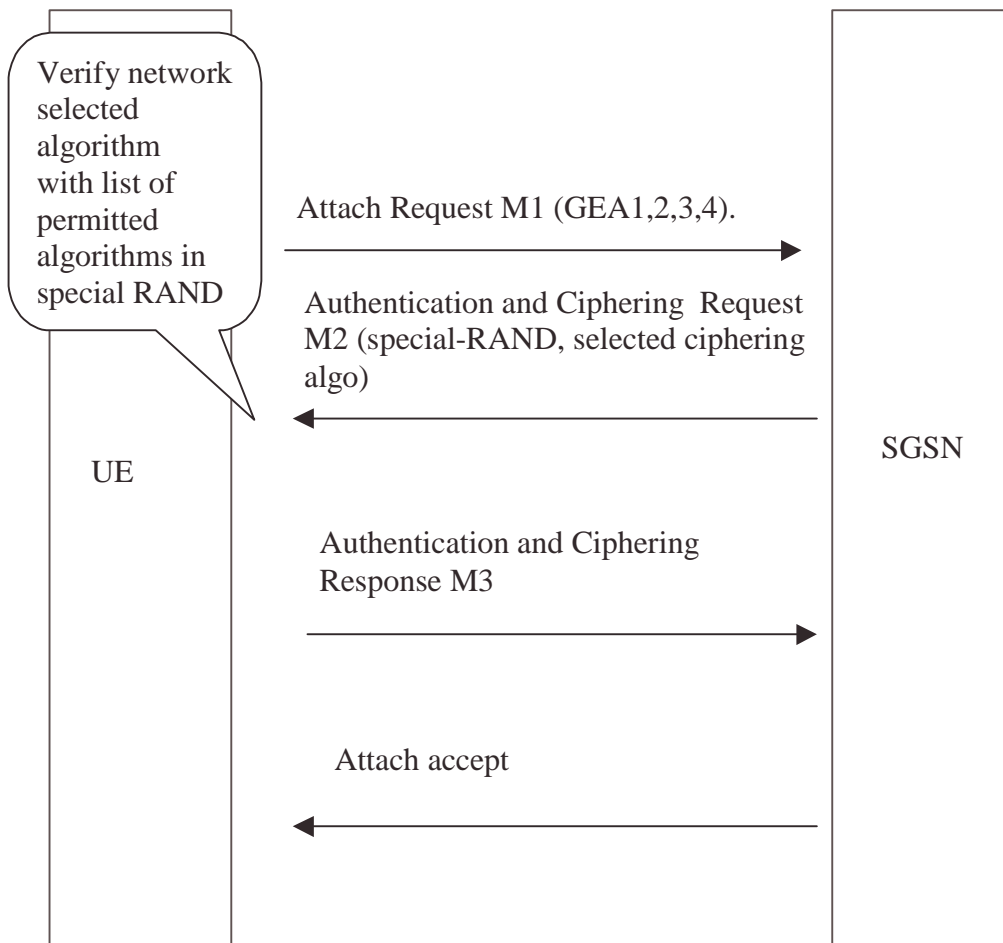 Verify network
selected
algorithm
with list of
permitted
algorithms in
special RAND
Attach Request M1 (GEA1,2,3,4).
Authentication and Ciphering  Request
M2 (special-RAND, selected ciphering
algo)
SGSN
UE
Authentication and Ciphering
Response M3
Attach accept